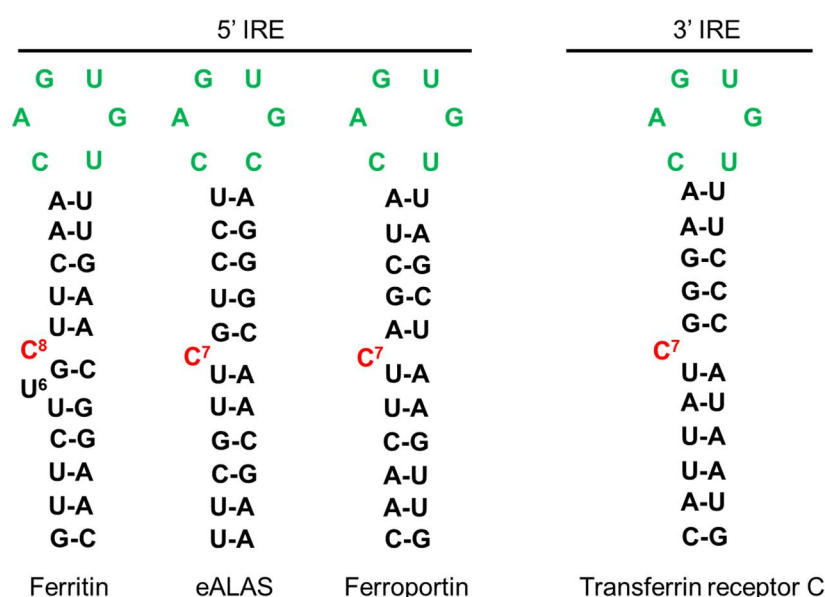 5’ IRE 3’ IRE
G U G U G U G U
A G A G A G A G
C U C C C U C U
A-U U-A A-U A-U
A-U C-G U-A A-U
C-G C-G C-G G-C
U-A U-G G-C G-C
U-A G-C A-U G-C
C⁸ C⁷ C⁷ C⁷
G-C U-A U-A U-A
U⁶
U-G U-A U-A A-U
C-G G-C C-G U-A
U-A C-G A-U U-A
U-A U-A A-U A-U
G-C U-A C-G C-G
Ferritin eALAS Ferroportin Transferrin receptor C